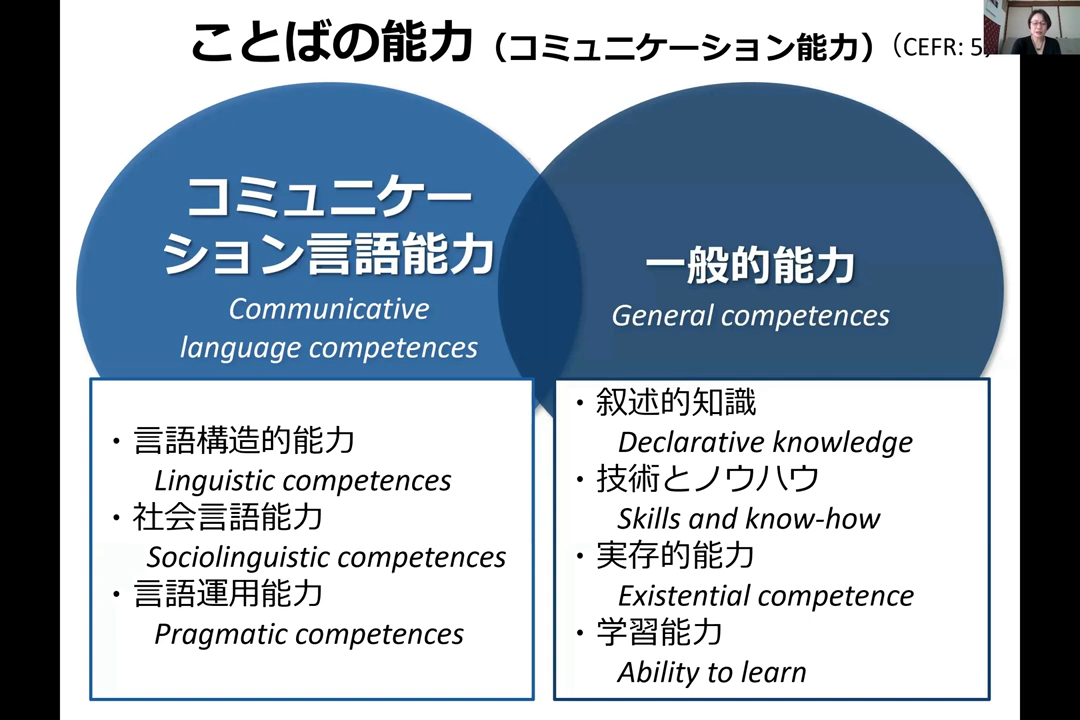 ことばの能力（コミュニケーション能力）（CEFR: 5
コミュニケー
ション言語能力
Communicative
language competences
一般的能力
General competences
・言語構造的能力
Linguistic competences
・社会言語能力
Sociolinguistic competences
・言語運用能力
Pragmatic competences
・叙述的知識
Declarative knowledge
・技術とノウハウ
Skills and know-how
・実存的能力
Existential competence
・学習能力
Ability to learn